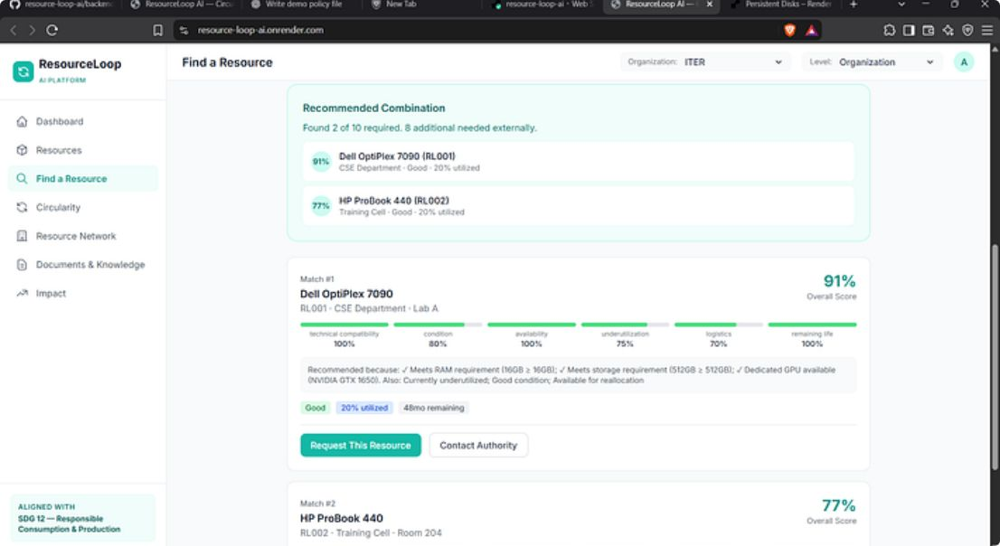 resource-loop-ai/backend
ResourceLoop AI — Circu
Write demo policy file
New Tab
resource-loop-ai · Web S
ResourceLoop AI —
Persistent Disks – Render
resource-loop-ai.onrender.com
ResourceLoop
AI PLATFORM
Find a Resource
Organization: ITER
Level: Organization
A
Dashboard
Resources
Find a Resource
Circularity
Resource Network
Documents & Knowledge
Impact
ALIGNED WITH
SDG 12 — Responsible
Consumption & Production
Recommended Combination
Found 2 of 10 required. 8 additional needed externally.
91%
Dell OptiPlex 7090 (RL001)
CSE Department · Good · 20% utilized
77%
HP ProBook 440 (RL002)
Training Cell · Good · 20% utilized
Match #1
Dell OptiPlex 7090
RL001 · CSE Department · Lab A
91%
Overall Score
technical compatibility
100%
condition
80%
availability
100%
underutilization
75%
logistics
70%
remaining life
100%
Recommended because: ✓ Meets RAM requirement (16GB ≥ 16GB); ✓ Meets storage requirement (512GB ≥ 512GB); ✓ Dedicated GPU available
(NVIDIA GTX 1650). Also: Currently underutilized; Good condition; Available for reallocation
Good
20% utilized
48mo remaining
Request This Resource
Contact Authority
Match #2
HP ProBook 440
RL002 · Training Cell · Room 204
77%
Overall Score